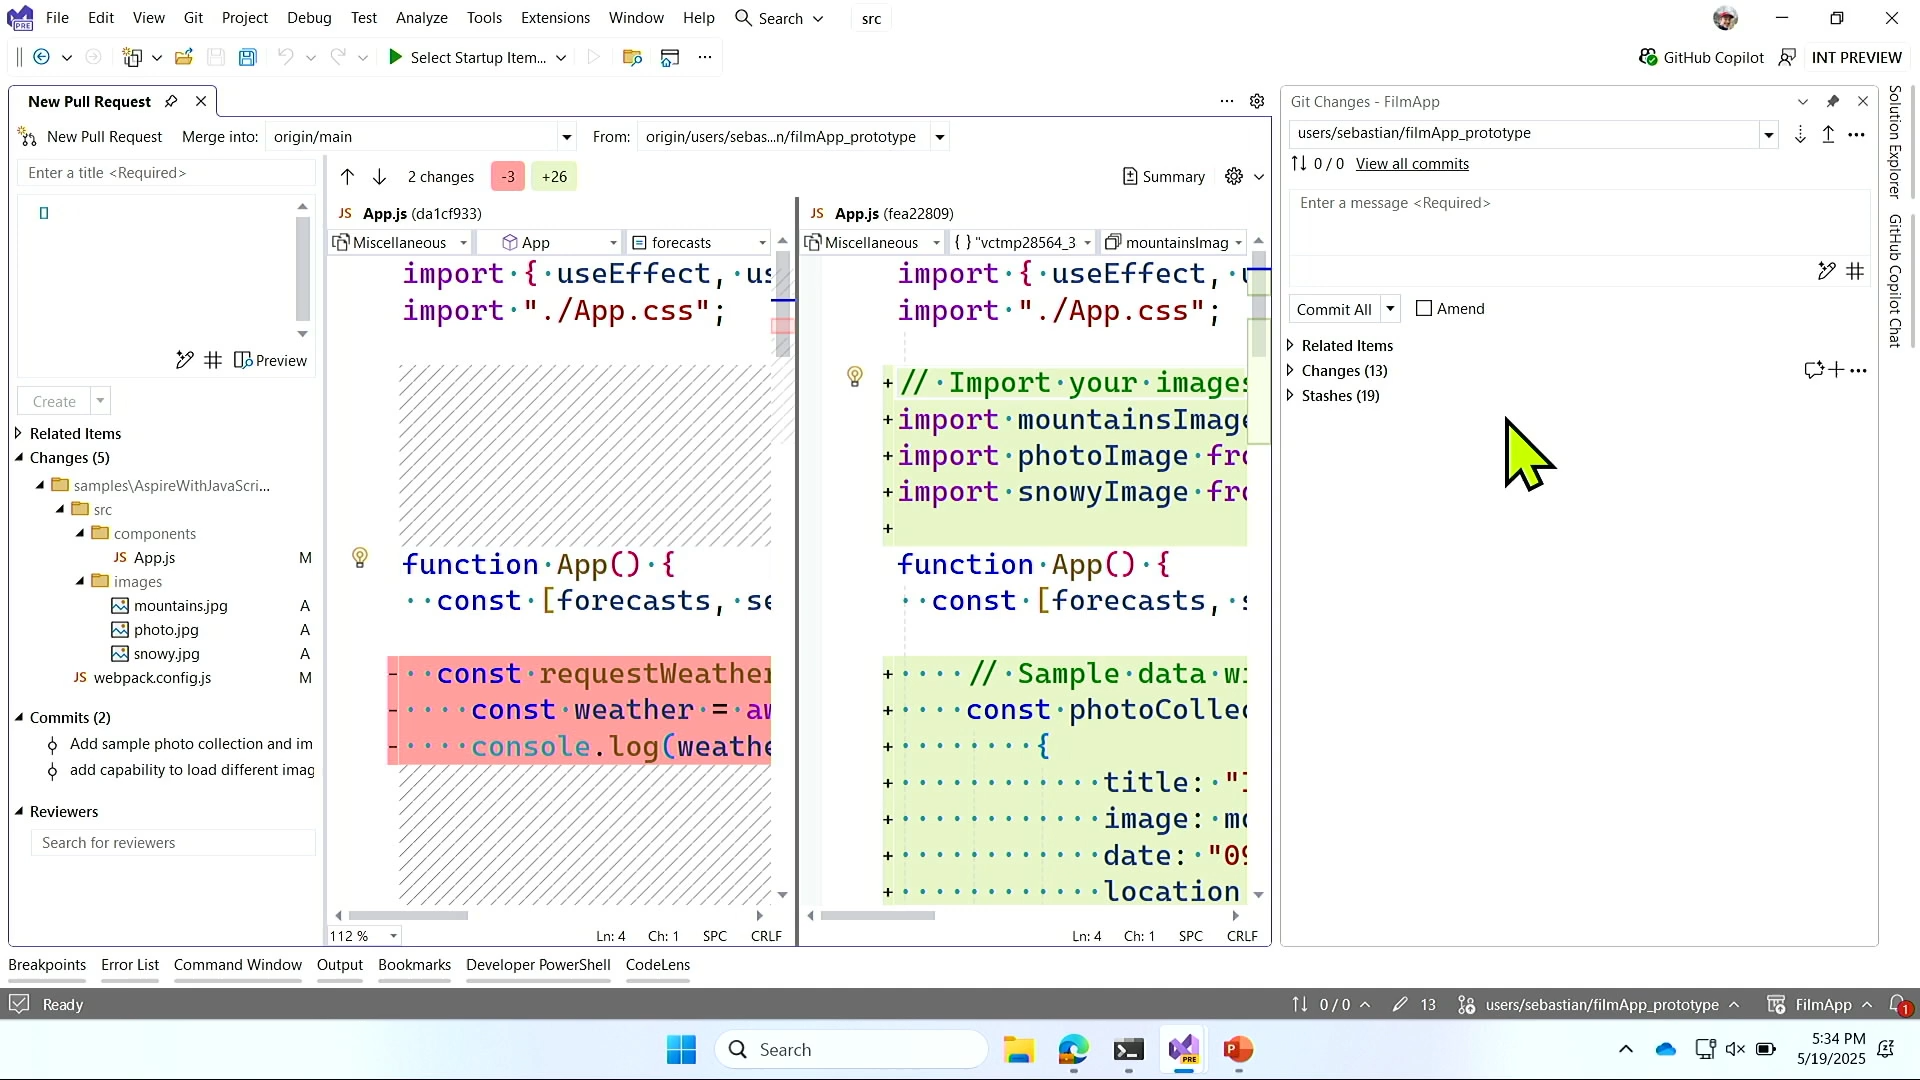 File Edit View Git Project Debug Test Analyze Tools Extensions Window Help Search src
PRE
Select Startup Item...
GitHub Copilot INT PREVIEW
New Pull Request
New Pull Request Merge into: origin/main From: origin/users/sebas...n/filmApp_prototype
Enter a title <Required>
Preview
Create
Related Items
Changes (5)
samples\AspireWithJavaScri...
src
components
JS App.js M
images
mountains.jpg A
photo.jpg A
snowy.jpg A
JS webpack.config.js M
Commits (2)
Add sample photo collection and im
add capability to load different imag
Reviewers
Search for reviewers
2 changes -3 +26 Summary
JS App.js (da1cf933)
Miscellaneous App forecasts
import { useEffect, us
import "./App.css";
function App() {
const [forecasts, se
- const requestWeather
- const weather = aw
- console.log(weathe
112 % Ln: 4 Ch: 1 SPC CRLF
JS App.js (fea22809)
Miscellaneous { } "vctmp28564_3 mountainsImag
import { useEffect, u
import "./App.css";
+ // Import your images
+ import mountainsImage
+ import photoImage fro
+ import snowyImage fro
+
function App() {
const [forecasts, s
+ // Sample data wi
+ const photoCollec
+ {
+ title: "I
+ image: mo
+ date: "09
+ location
Ln: 4 Ch: 1 SPC CRLF
Git Changes - FilmApp
users/sebastian/filmApp_prototype
0 / 0 View all commits
Enter a message <Required>
Commit All Amend
Related Items
Changes (13)
Stashes (19)
Solution Explorer
GitHub Copilot Chat
Breakpoints Error List Command Window Output Bookmarks Developer PowerShell CodeLens
Ready 0 / 0 13 users/sebastian/filmApp_prototype FilmApp 1
Search
PRE
5:34 PM
5/19/2025